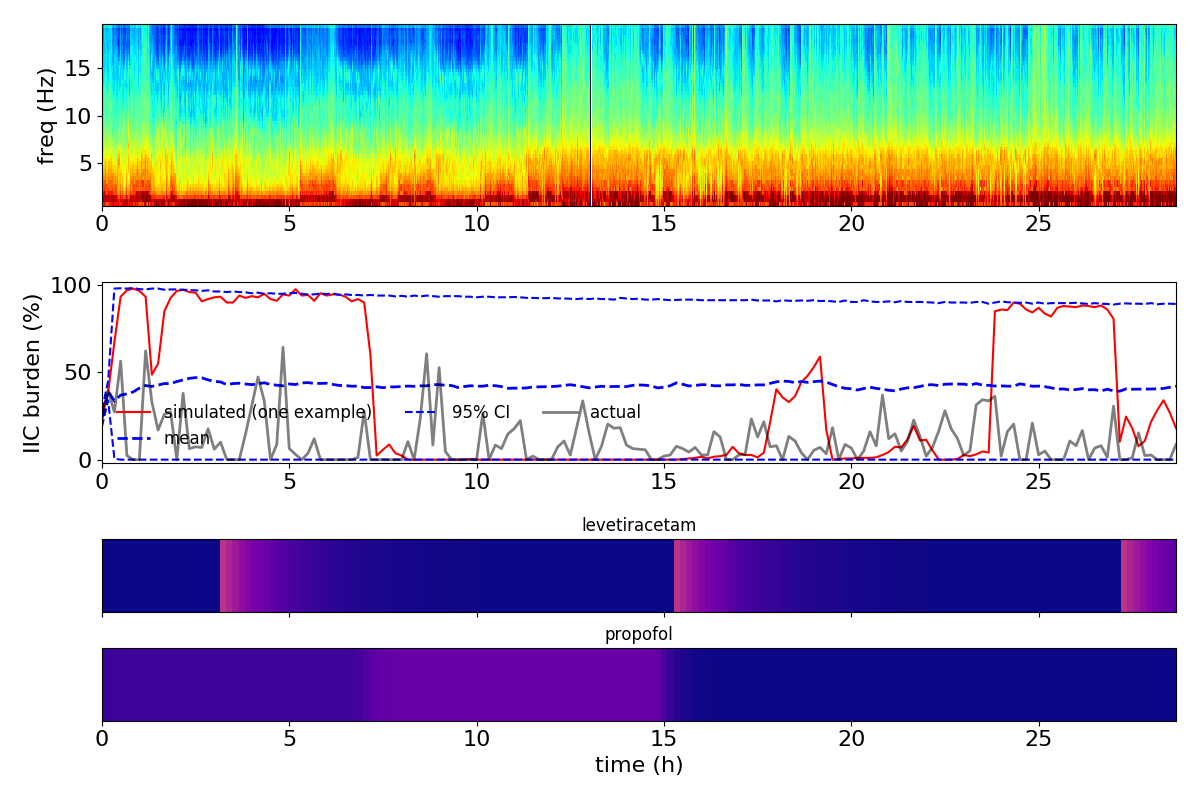 freq (Hz)
15
10
5
0 5 10 15 20 25
IIC burden (%)
100
50
0
simulated (one example) 95% CI actual
mean
0 5 10 15 20 25
levetiracetam
propofol
0 5 10 15 20 25
time (h)